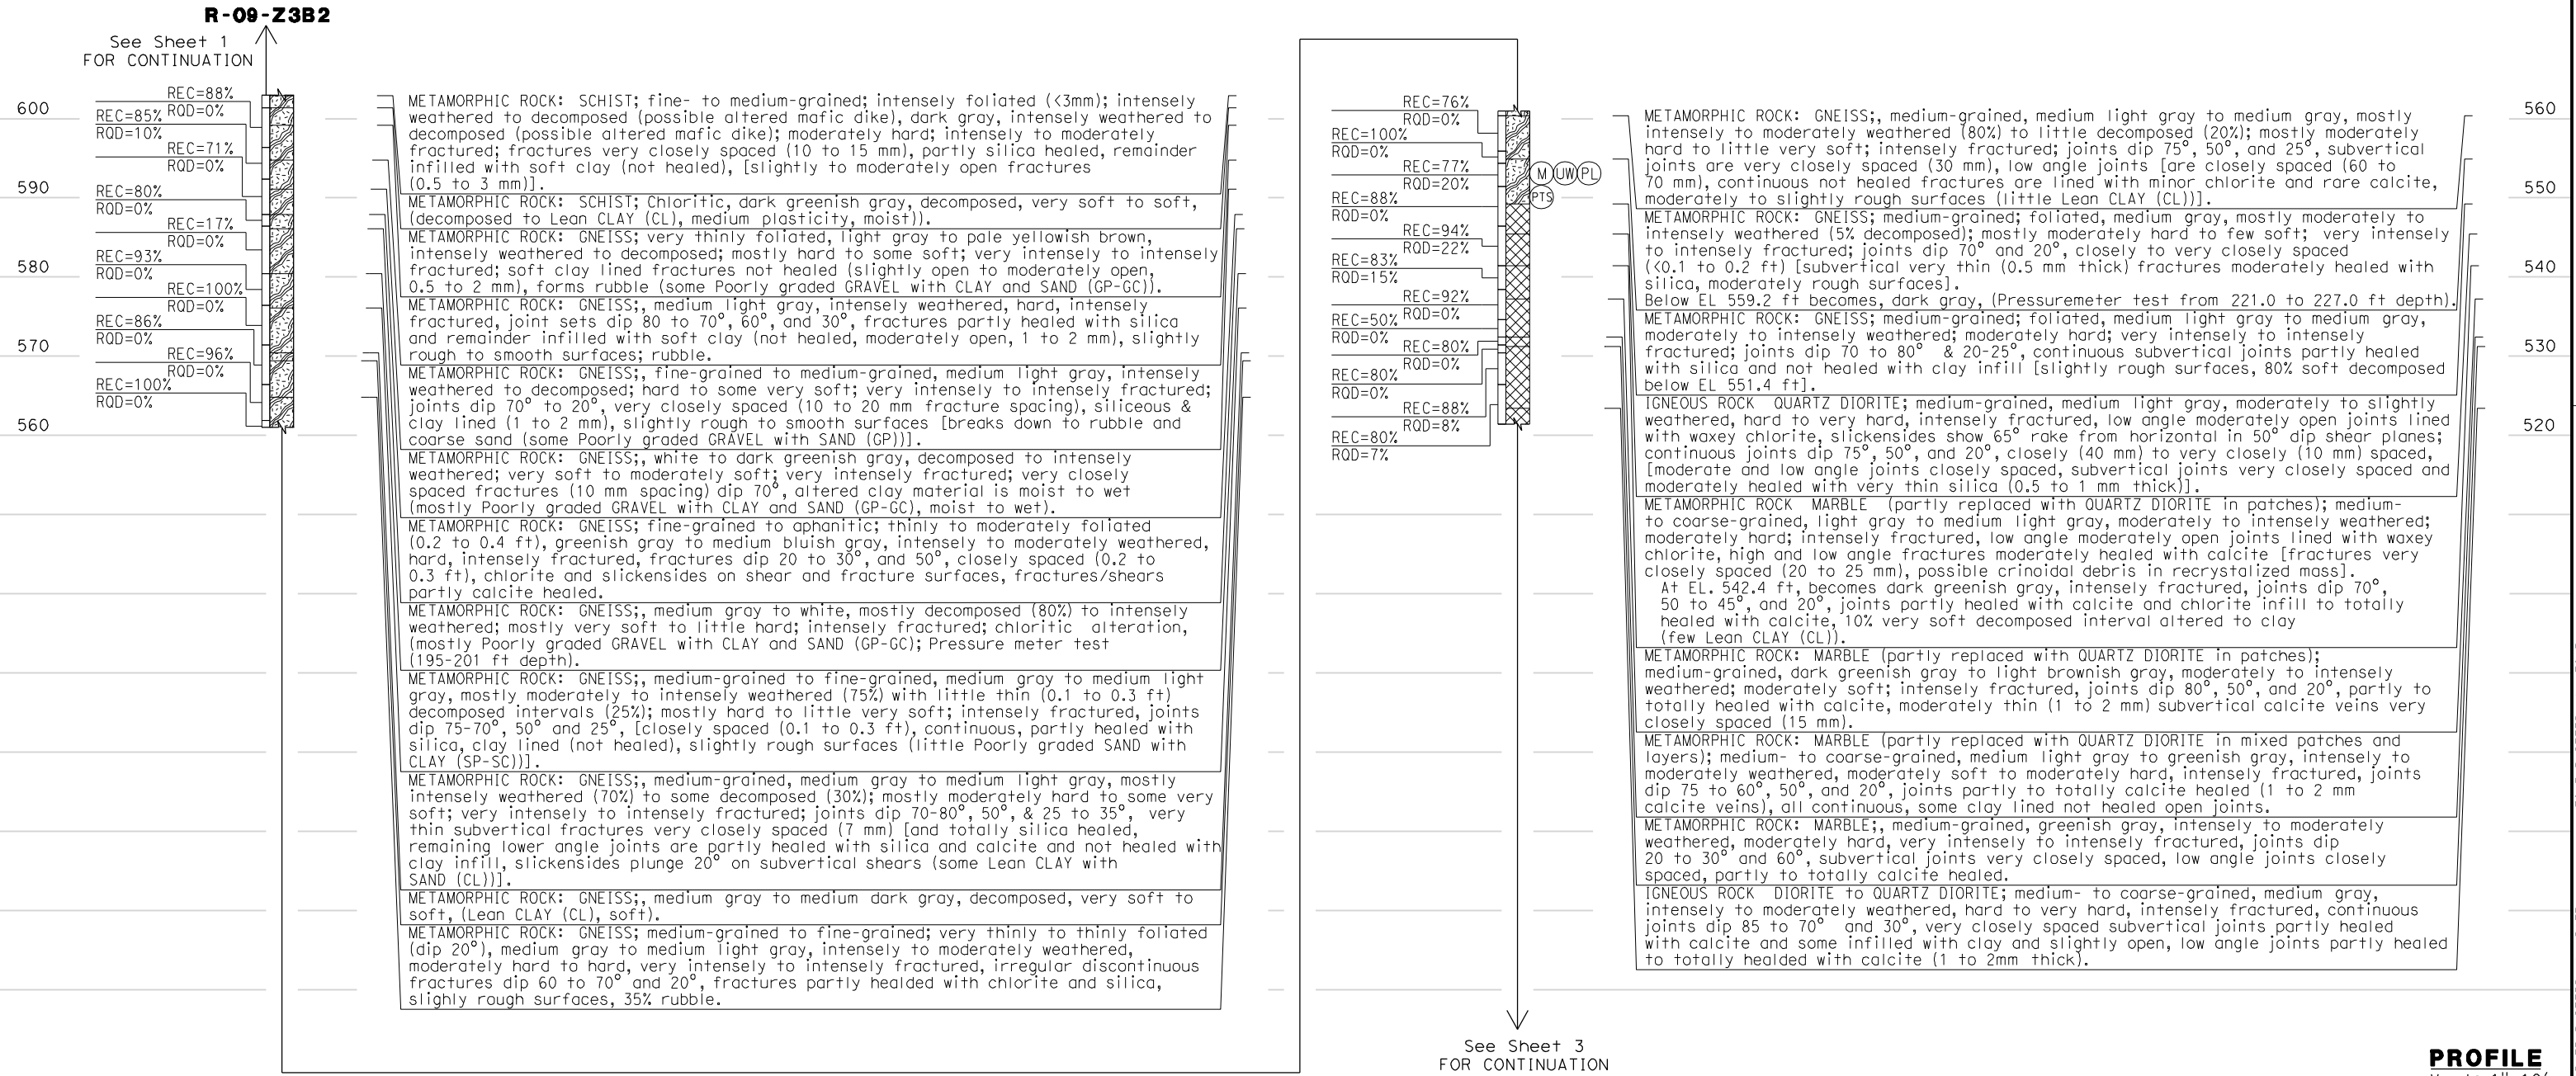 R-09-Z3B2
See Sheet 1
FOR CONTINUATION
600
590
580
570
560
REC=88%
RQD=0%
REC=85%
RQD=10%
REC=71%
RQD=0%
REC=80%
RQD=0%
REC=17%
RQD=0%
REC=93%
RQD=0%
REC=100%
RQD=0%
REC=86%
RQD=0%
REC=96%
RQD=0%
REC=100%
RQD=0%
METAMORPHIC ROCK: SCHIST; fine- to medium-grained; intensely foliated (<3mm); intensely
weathered to decomposed (possible altered mafic dike), dark gray, intensely weathered to
decomposed (possible altered mafic dike); moderately hard; intensely to moderately
fractured; fractures very closely spaced (10 to 15 mm), partly silica healed, remainder
infilled with soft clay (not healed), [slightly to moderately open fractures
(0.5 to 3 mm)].
METAMORPHIC ROCK: SCHIST; Chloritic, dark greenish gray, decomposed, very soft to soft,
(decomposed to Lean CLAY (CL), medium plasticity, moist)).
METAMORPHIC ROCK: GNEISS; very thinly foliated, light gray to pale yellowish brown,
intensely weathered to decomposed; mostly hard to some soft; very intensely to intensely
fractured; soft clay lined fractures not healed (slightly open to moderately open,
0.5 to 2 mm), forms rubble (some Poorly graded GRAVEL with CLAY and SAND (GP-GC)).
METAMORPHIC ROCK: GNEISS;, medium light gray, intensely weathered, hard, intensely
fractured, joint sets dip 80 to 70°, 60°, and 30°, fractures partly healed with silica
and remainder infilled with soft clay (not healed, moderately open, 1 to 2 mm), slightly
rough to smooth surfaces; rubble.
METAMORPHIC ROCK: GNEISS;, fine-grained to medium-grained, medium light gray, intensely
weathered to decomposed; hard to some very soft; very intensely to intensely fractured;
joints dip 70° to 20°, very closely spaced (10 to 20 mm fracture spacing), siliceous &
clay lined (1 to 2 mm), slightly rough to smooth surfaces [breaks down to rubble and
coarse sand (some Poorly graded GRAVEL with SAND (GP))].
METAMORPHIC ROCK: GNEISS;, white to dark greenish gray, decomposed to intensely
weathered; very soft to moderately soft; very intensely fractured; very closely
spaced fractures (10 mm spacing) dip 70°, altered clay material is moist to wet
(mostly Poorly graded GRAVEL with CLAY and SAND (GP-GC), moist to wet).
METAMORPHIC ROCK: GNEISS; fine-grained to aphanitic; thinly to moderately foliated
(0.2 to 0.4 ft), greenish gray to medium bluish gray, intensely to moderately weathered,
hard, intensely fractured, fractures dip 20 to 30°, and 50°, closely spaced (0.2 to
0.3 ft), chlorite and slickensides on shear and fracture surfaces, fractures/shears
partly calcite healed.
METAMORPHIC ROCK: GNEISS;, medium gray to white, mostly decomposed (80%) to intensely
weathered; mostly very soft to little hard; intensely fractured; chloritic alteration,
(mostly Poorly graded GRAVEL with CLAY and SAND (GP-GC); Pressure meter test
(195-201 ft depth).
METAMORPHIC ROCK: GNEISS;, medium-grained to fine-grained, medium gray to medium light
gray, mostly moderately to intensely weathered (75%) with little thin (0.1 to 0.3 ft)
decomposed intervals (25%); mostly hard to little very soft; intensely fractured, joints
dip 75-70°, 50° and 25°, [closely spaced (0.1 to 0.3 ft), continuous, partly healed with
silica, clay lined (not healed), slightly rough surfaces (little Poorly graded SAND with
CLAY (SP-SC))].
METAMORPHIC ROCK: GNEISS;, medium-grained, medium gray to medium light gray, mostly
intensely weathered (70%) to some decomposed (30%); mostly moderately hard to some very
soft; very intensely to intensely fractured; joints dip 70-80°, 50°, & 25 to 35°, very
thin subvertical fractures very closely spaced (7 mm) [and totally silica healed,
remaining lower angle joints are partly healed with silica and calcite and not healed with
clay infill, slickensides plunge 20° on subvertical shears (some Lean CLAY with
SAND (CL))].
METAMORPHIC ROCK: GNEISS;, medium gray to medium dark gray, decomposed, very soft to
soft, (Lean CLAY (CL), soft).
METAMORPHIC ROCK: GNEISS; medium-grained to fine-grained; very thinly to thinly foliated
(dip 20°), medium gray to medium light gray, intensely to moderately weathered,
moderately hard to hard, very intensely to intensely fractured, irregular discontinuous
fractures dip 60 to 70° and 20°, fractures partly healded with chlorite and silica,
slighly rough surfaces, 35% rubble.
REC=76%
RQD=0%
REC=100%
RQD=0%
REC=77%
RQD=20%
REC=88%
RQD=0%
REC=94%
RQD=22%
REC=83%
RQD=15%
REC=92%
RQD=0%
REC=50%
RQD=0%
REC=80%
RQD=0%
REC=80%
RQD=0%
REC=88%
RQD=8%
REC=80%
RQD=7%
M UW PL
PTS
METAMORPHIC ROCK: GNEISS;, medium-grained, medium light gray to medium gray, mostly
intensely to moderately weathered (80%) to little decomposed (20%); mostly moderately
hard to little very soft; intensely fractured; joints dip 75°, 50°, and 25°, subvertical
joints are very closely spaced (30 mm), low angle joints [are closely spaced (60 to
70 mm), continuous not healed fractures are lined with minor chlorite and rare calcite,
moderately to slightly rough surfaces (little Lean CLAY (CL))].
METAMORPHIC ROCK: GNEISS; medium-grained; foliated, medium gray, mostly moderately to
intensely weathered (5% decomposed); mostly moderately hard to few soft; very intensely
to intensely fractured; joints dip 70° and 20°, closely to very closely spaced
(<0.1 to 0.2 ft) [subvertical very thin (0.5 mm thick) fractures moderately healed with
silica, moderately rough surfaces].
Below EL 559.2 ft becomes, dark gray, (Pressuremeter test from 221.0 to 227.0 ft depth).
METAMORPHIC ROCK: GNEISS; medium-grained; foliated, medium light gray to medium gray,
moderately to intensely weathered; moderately hard; very intensely to intensely
fractured; joints dip 70 to 80° & 20-25°, continuous subvertical joints partly healed
with silica and not healed with clay infill [slightly rough surfaces, 80% soft decomposed
below EL 551.4 ft].
IGNEOUS ROCK QUARTZ DIORITE; medium-grained, medium light gray, moderately to slightly
weathered, hard to very hard, intensely fractured, low angle moderately open joints lined
with waxey chlorite, slickensides show 65° rake from horizontal in 50° dip shear planes;
continuous joints dip 75°, 50°, and 20°, closely (40 mm) to very closely (10 mm) spaced,
[moderate and low angle joints closely spaced, subvertical joints very closely spaced and
moderately healed with very thin silica (0.5 to 1 mm thick)].
METAMORPHIC ROCK MARBLE (partly replaced with QUARTZ DIORITE in patches); medium-
to coarse-grained, light gray to medium light gray, moderately to intensely weathered;
moderately hard; intensely fractured, low angle moderately open joints lined with waxey
chlorite, high and low angle fractures moderately healed with calcite [fractures very
closely spaced (20 to 25 mm), possible crinoidal debris in recrystalized mass].
At EL. 542.4 ft, becomes dark greenish gray, intensely fractured, joints dip 70°,
50 to 45°, and 20°, joints partly healed with calcite and chlorite infill to totally
healed with calcite, 10% very soft decomposed interval altered to clay
(few Lean CLAY (CL)).
METAMORPHIC ROCK: MARBLE (partly replaced with QUARTZ DIORITE in patches);
medium-grained, dark greenish gray to light brownish gray, moderately to intensely
weathered; moderately soft; intensely fractured, joints dip 80°, 50°, and 20°, partly to
totally healed with calcite, moderately thin (1 to 2 mm) subvertical calcite veins very
closely spaced (15 mm).
METAMORPHIC ROCK: MARBLE (partly replaced with QUARTZ DIORITE in mixed patches and
layers); medium- to coarse-grained, medium light gray to greenish gray, intensely to
moderately weathered, moderately soft to moderately hard, intensely fractured, joints
dip 75 to 60°, 50°, and 20°, joints partly to totally calcite healed (1 to 2 mm
calcite veins), all continuous, some clay lined not healed open joints.
METAMORPHIC ROCK: MARBLE;, medium-grained, greenish gray, intensely to moderately
weathered, moderately hard, very intensely to intensely fractured, joints dip
20 to 30° and 60°, subvertical joints very closely spaced, low angle joints closely
spaced, partly to totally calcite healed.
IGNEOUS ROCK DIORITE to QUARTZ DIORITE; medium- to coarse-grained, medium gray,
intensely to moderately weathered, hard to very hard, intensely fractured, continuous
joints dip 85 to 70° and 30°, very closely spaced subvertical joints partly healed
with calcite and some infilled with clay and slightly open, low angle joints partly healed
to totally healded with calcite (1 to 2mm thick).
560
550
540
530
520
See Sheet 3
FOR CONTINUATION
PROFILE